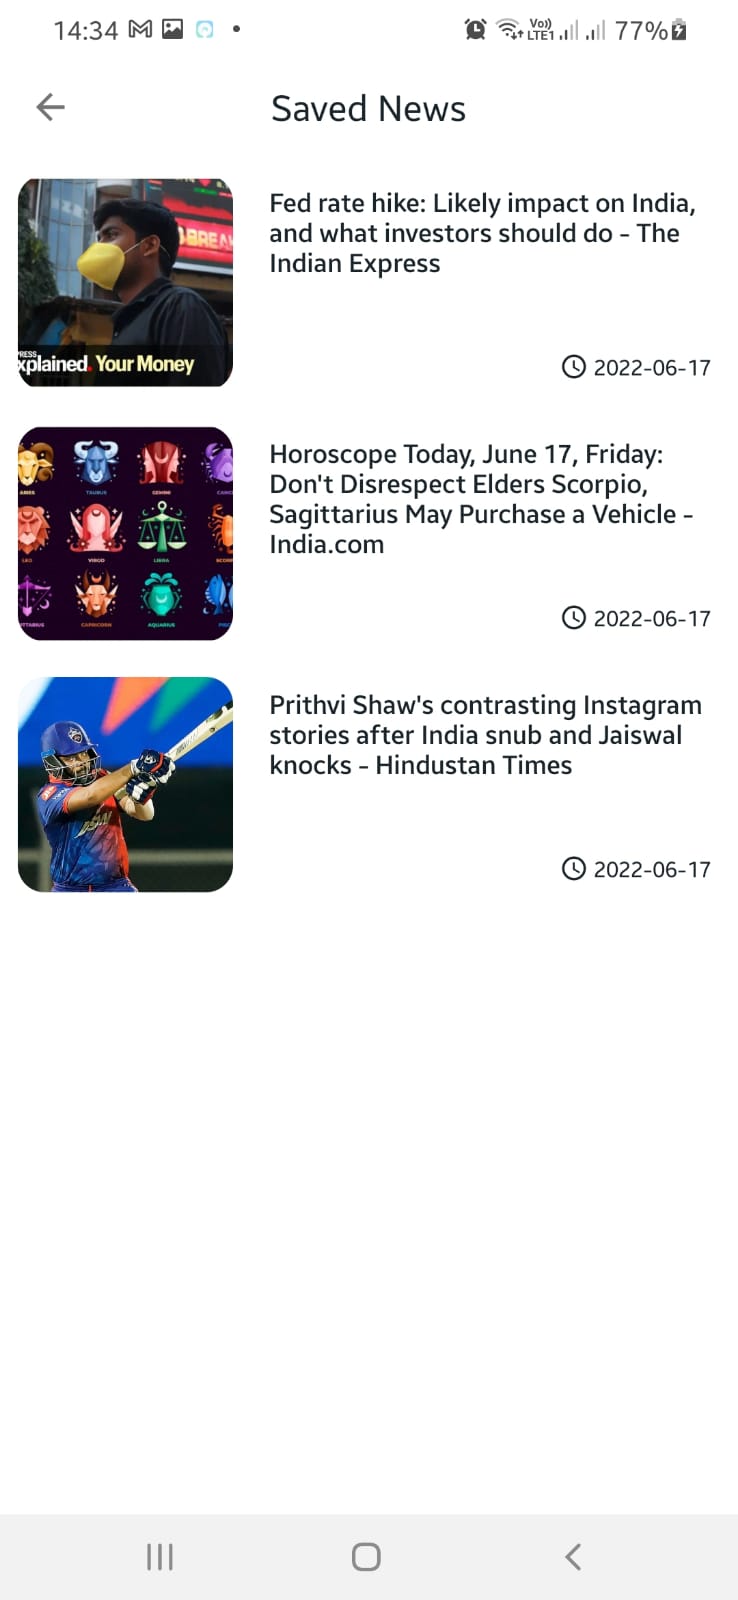 14:34
Vo))
LTE1
77%
Saved News
BREA
PRESS
xplained. Your Money
Fed rate hike: Likely impact on India,
and what investors should do - The
Indian Express
2022-06-17
ARIES TAURUS GEMINI CANC
LEO VIRGO LIBRA SCORP
ITTARIUS CAPRICORN AQUARIUS PISC
Horoscope Today, June 17, Friday:
Don't Disrespect Elders Scorpio,
Sagittarius May Purchase a Vehicle -
India.com
2022-06-17
Prithvi Shaw's contrasting Instagram
stories after India snub and Jaiswal
knocks - Hindustan Times
2022-06-17